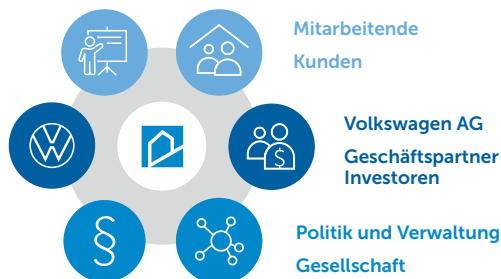 Mitarbeitende
Kunden
Volkswagen AG
Geschäftspartner
Investoren
§
$
Politik und Verwaltung
Gesellschaft